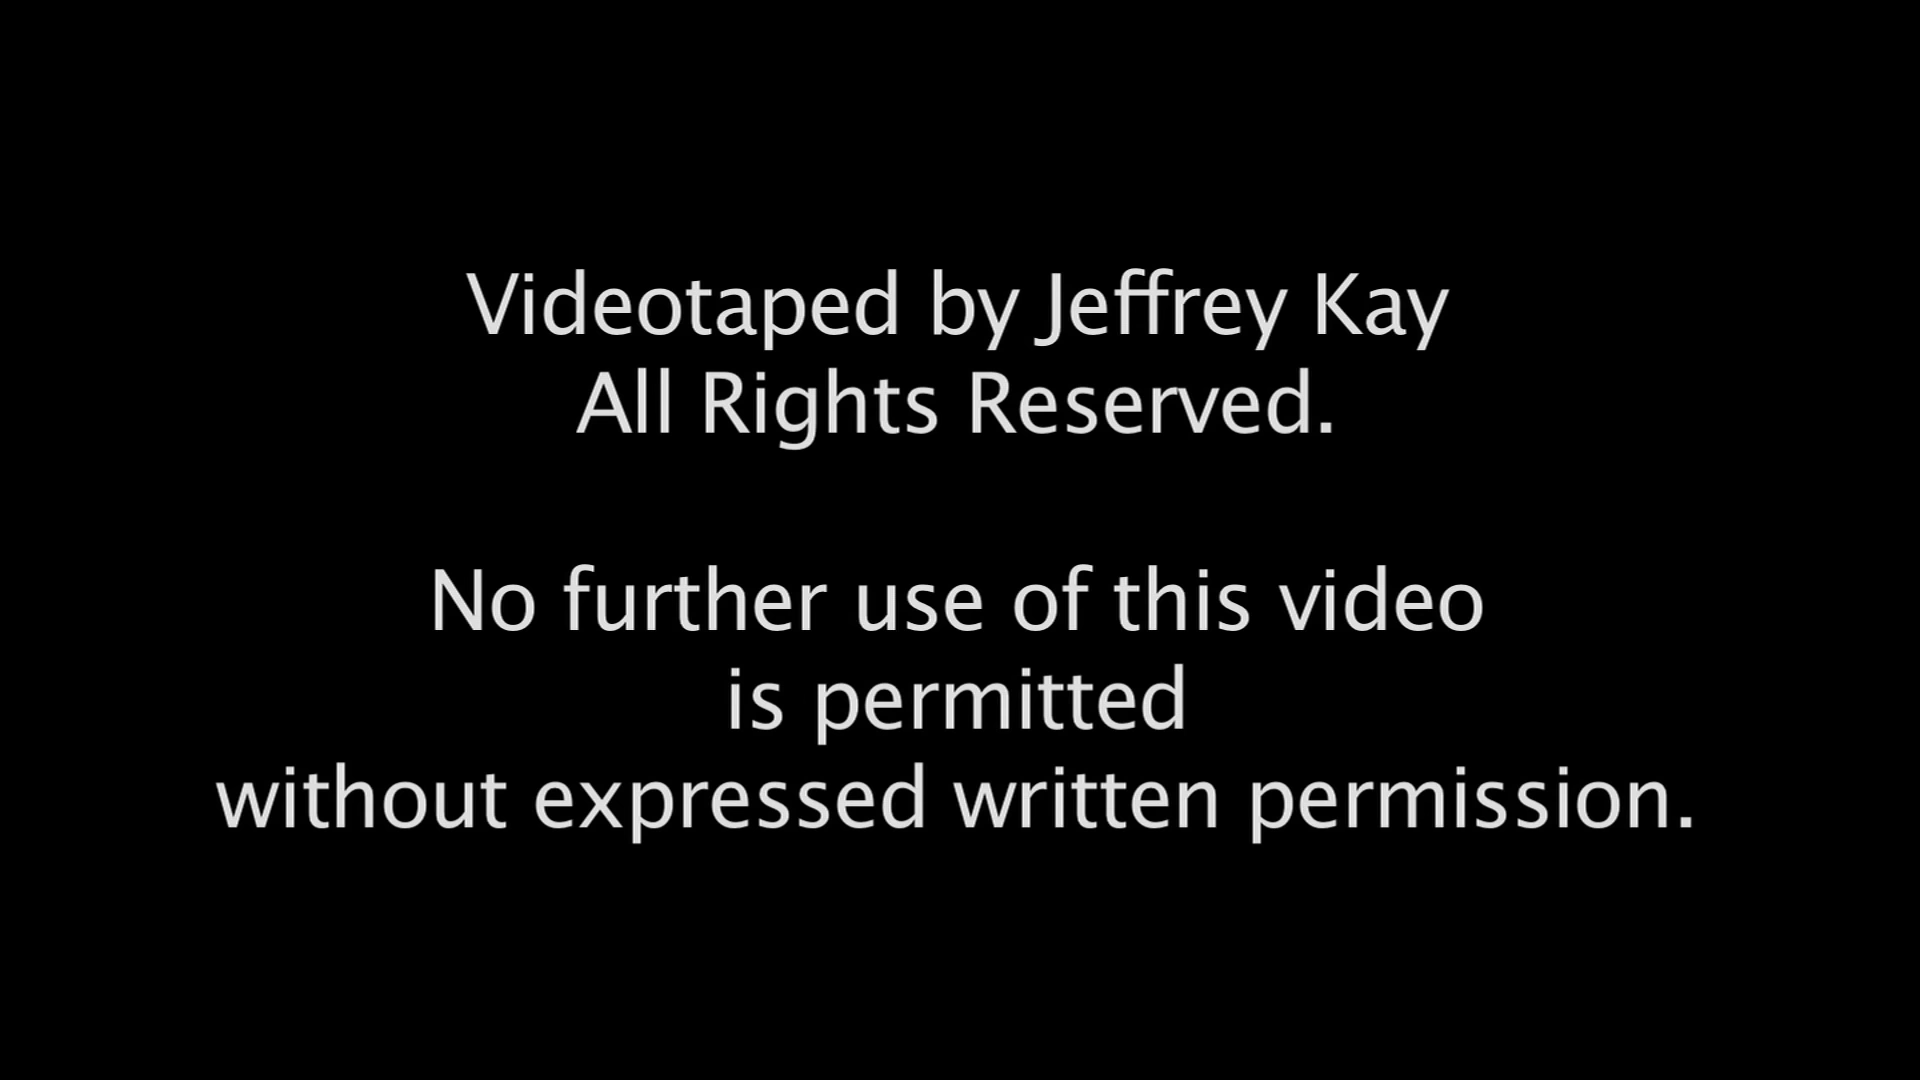 Videotaped by Jeffrey Kay
All Rights Reserved.
No further use of this video
is permitted
without expressed written permission.